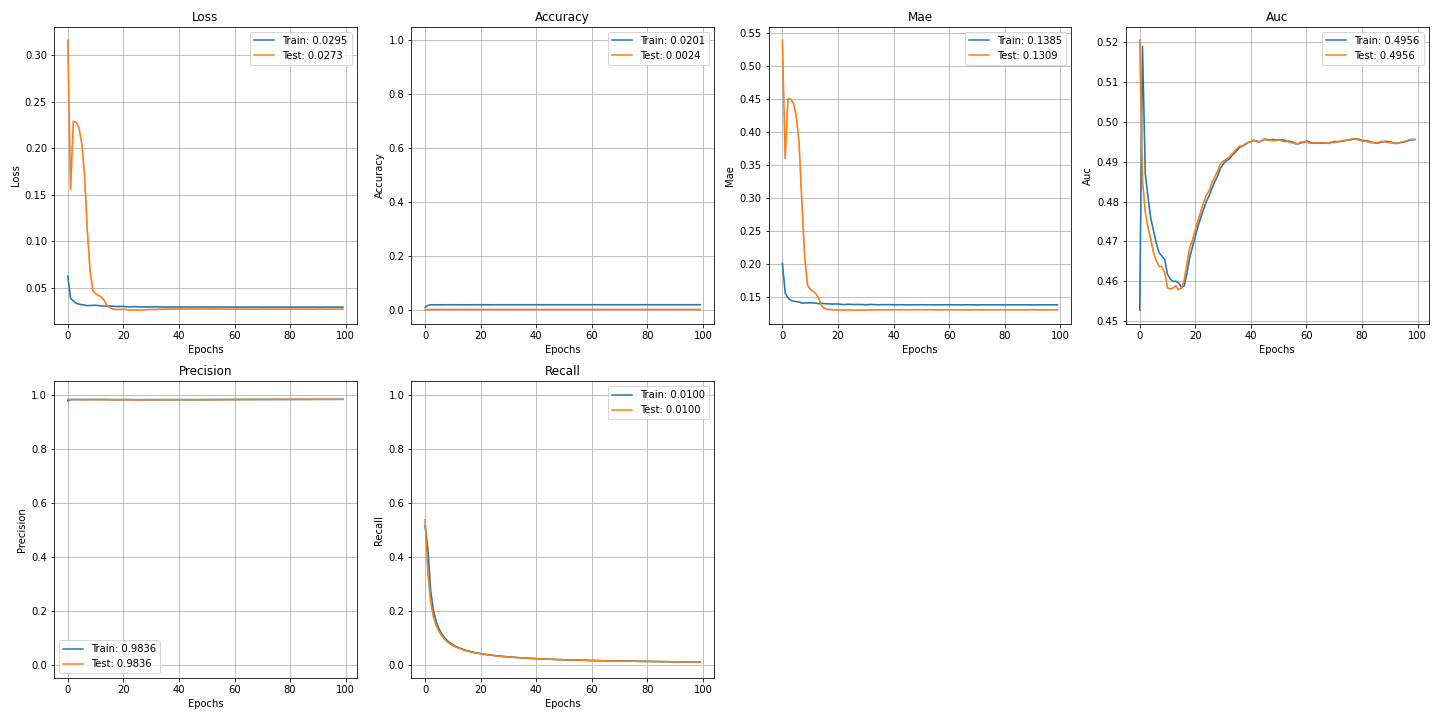 Loss
Train: 0.0295
Test: 0.0273
0.30
0.25
0.20
0.15
0.10
0.05
Loss
0 20 40 60 80 100
Epochs
Accuracy
Train: 0.0201
Test: 0.0024
1.0
0.8
0.6
0.4
0.2
0.0
Accuracy
0 20 40 60 80 100
Epochs
Mae
Train: 0.1385
Test: 0.1309
0.55
0.50
0.45
0.40
0.35
0.30
0.25
0.20
0.15
Mae
0 20 40 60 80 100
Epochs
Auc
Train: 0.4956
Test: 0.4956
0.52
0.51
0.50
0.49
0.48
0.47
0.46
0.45
Auc
0 20 40 60 80 100
Epochs
Precision
1.0
0.8
0.6
0.4
0.2
0.0
Precision
Train: 0.9836
Test: 0.9836
0 20 40 60 80 100
Epochs
Recall
Train: 0.0100
Test: 0.0100
1.0
0.8
0.6
0.4
0.2
0.0
Recall
0 20 40 60 80 100
Epochs